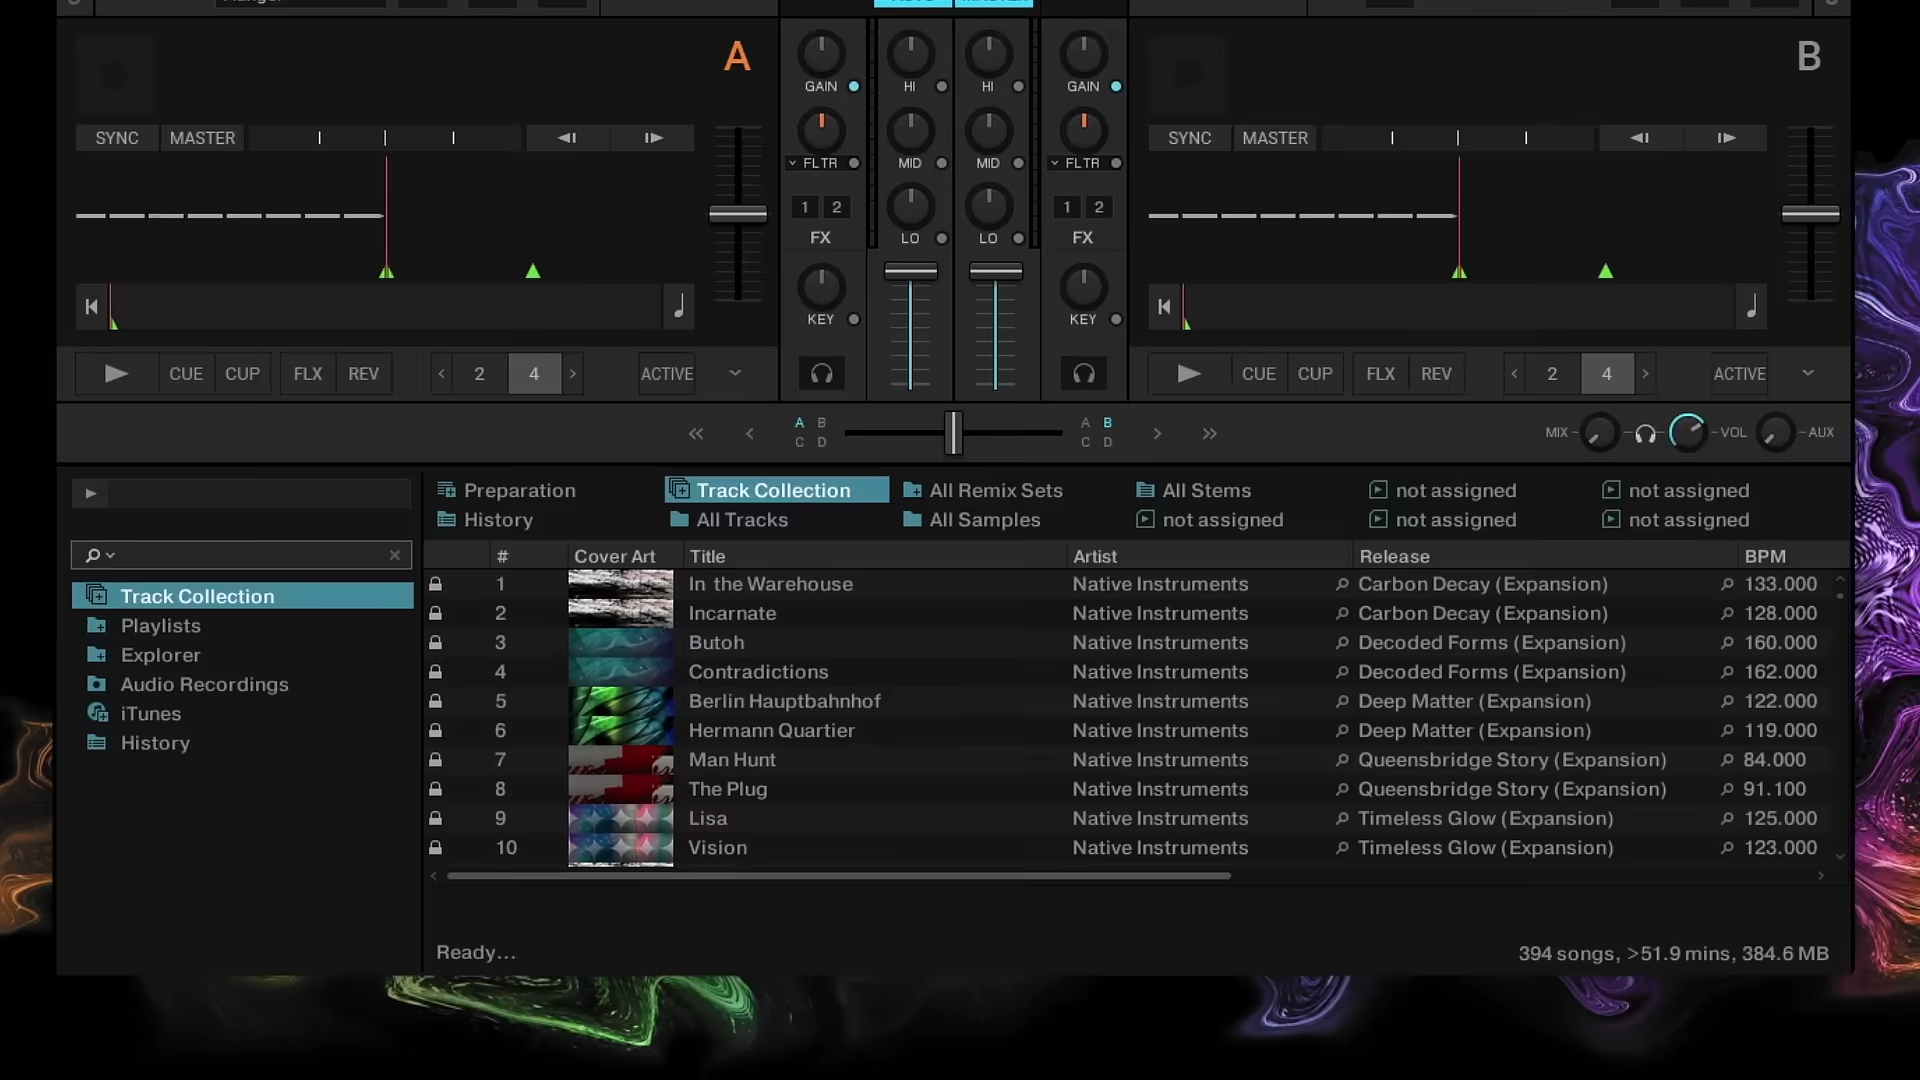 A
B
GAIN HI HI GAIN
SYNC MASTER
SYNC MASTER
FLTR MID MID FLTR
1 2
1 2
FX LO LO FX
KEY KEY
CUE CUP FLX REV 2 4 ACTIVE
CUE CUP FLX REV 2 4 ACTIVE
A B
C D
A B
C D
MIX VOL AUX
Preparation Track Collection All Remix Sets All Stems not assigned not assigned
History All Tracks All Samples not assigned not assigned not assigned
Track Collection
Playlists
Explorer
Audio Recordings
iTunes
History
# Cover Art Title Artist Release BPM
1 In the Warehouse Native Instruments Carbon Decay (Expansion) 133.000
2 Incarnate Native Instruments Carbon Decay (Expansion) 128.000
3 Butoh Native Instruments Decoded Forms (Expansion) 160.000
4 Contradictions Native Instruments Decoded Forms (Expansion) 162.000
5 Berlin Hauptbahnhof Native Instruments Deep Matter (Expansion) 122.000
6 Hermann Quartier Native Instruments Deep Matter (Expansion) 119.000
7 Man Hunt Native Instruments Queensbridge Story (Expansion) 84.000
8 The Plug Native Instruments Queensbridge Story (Expansion) 91.100
9 Lisa Native Instruments Timeless Glow (Expansion) 125.000
10 Vision Native Instruments Timeless Glow (Expansion) 123.000
Ready...
394 songs, >51.9 mins, 384.6 MB